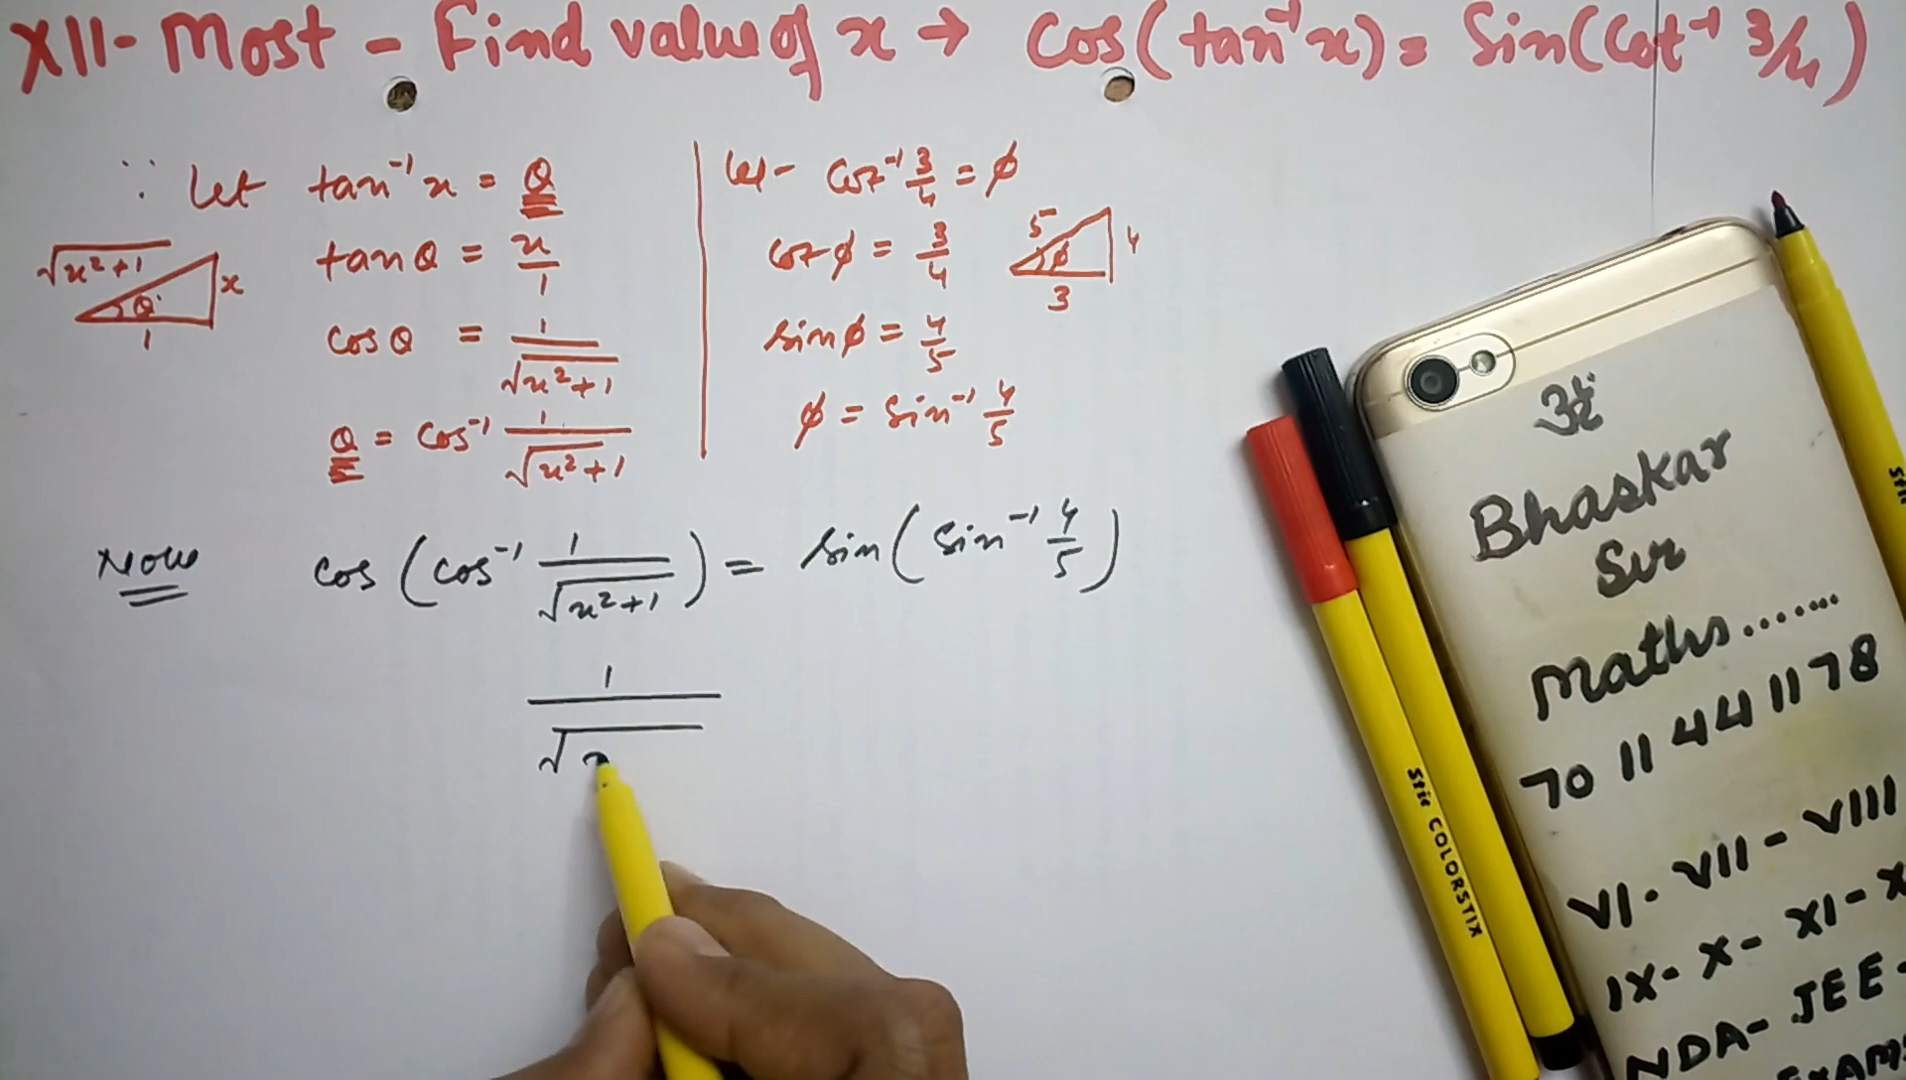 XII - Most - Find value of x → cos(tan⁻¹x) = Sin(Cot⁻¹ 3/4)
∵ Let tan⁻¹x = θ
tanθ = x/1
√x²+1 θ x 1
cosθ = 1/√x²+1
θ = cos⁻¹ 1/√x²+1
Let cot⁻¹ 3/4 = φ
cotφ = 3/4
5 φ 4 3
sinφ = 4/5
φ = sin⁻¹ 4/5
Now cos(cos⁻¹ 1/√x²+1) = sin(sin⁻¹ 4/5)
1/√
ॐ
Bhaskar
Sir
Maths.......
70 11 44 11 78
VI - VII - VIII
IX - X - XI - X
NDA - JEE -
EXAMS
Stic COLORSTIX
Stic